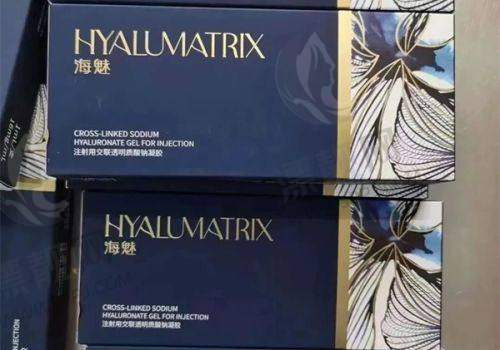 HYALUMATRIX
海魅
CROSS-LINKED SODIUM
HYALURONATE GEL FOR INJECTION
注射用交联透明质酸钠凝胶
HYALUMATRIX
海魅
CROSS-LINKED SODIUM
HYALURONATE GEL FOR INJECTION
注射用交联透明质酸钠凝胶